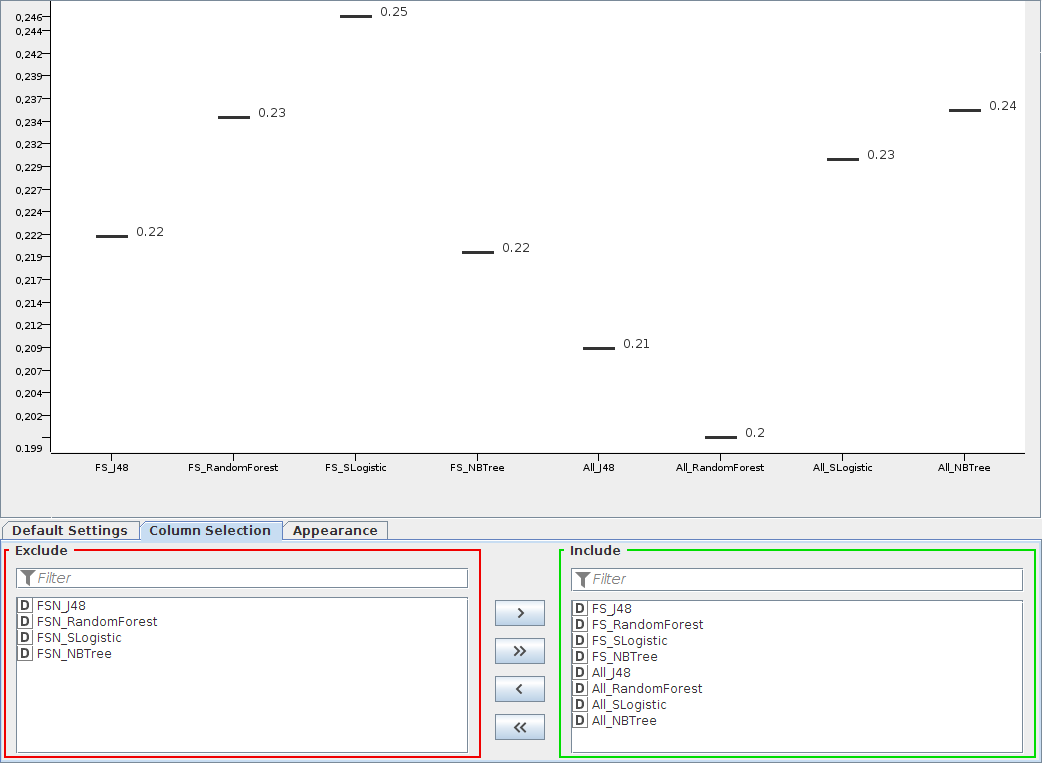 0,246
0.25
0,244
0,242
0,239
0,237
0.24
0.23
0,234
0,232
0.23
0,229
0,227
0,224
0,222
0.22
0.22
0,219
0,217
0,214
0,212
0,209
0.21
0,207
0,204
0,202
0.2
0.199
FS_J48 FS_RandomForest FS_SLogistic FS_NBTree All_J48 All_RandomForest All_SLogistic All_NBTree
Default Settings Column Selection Appearance
Exclude
Filter
D FSN_J48
D FSN_RandomForest
D FSN_SLogistic
D FSN_NBTree
>
>>
<
<<
Include
Filter
D FS_J48
D FS_RandomForest
D FS_SLogistic
D FS_NBTree
D All_J48
D All_RandomForest
D All_SLogistic
D All_NBTree